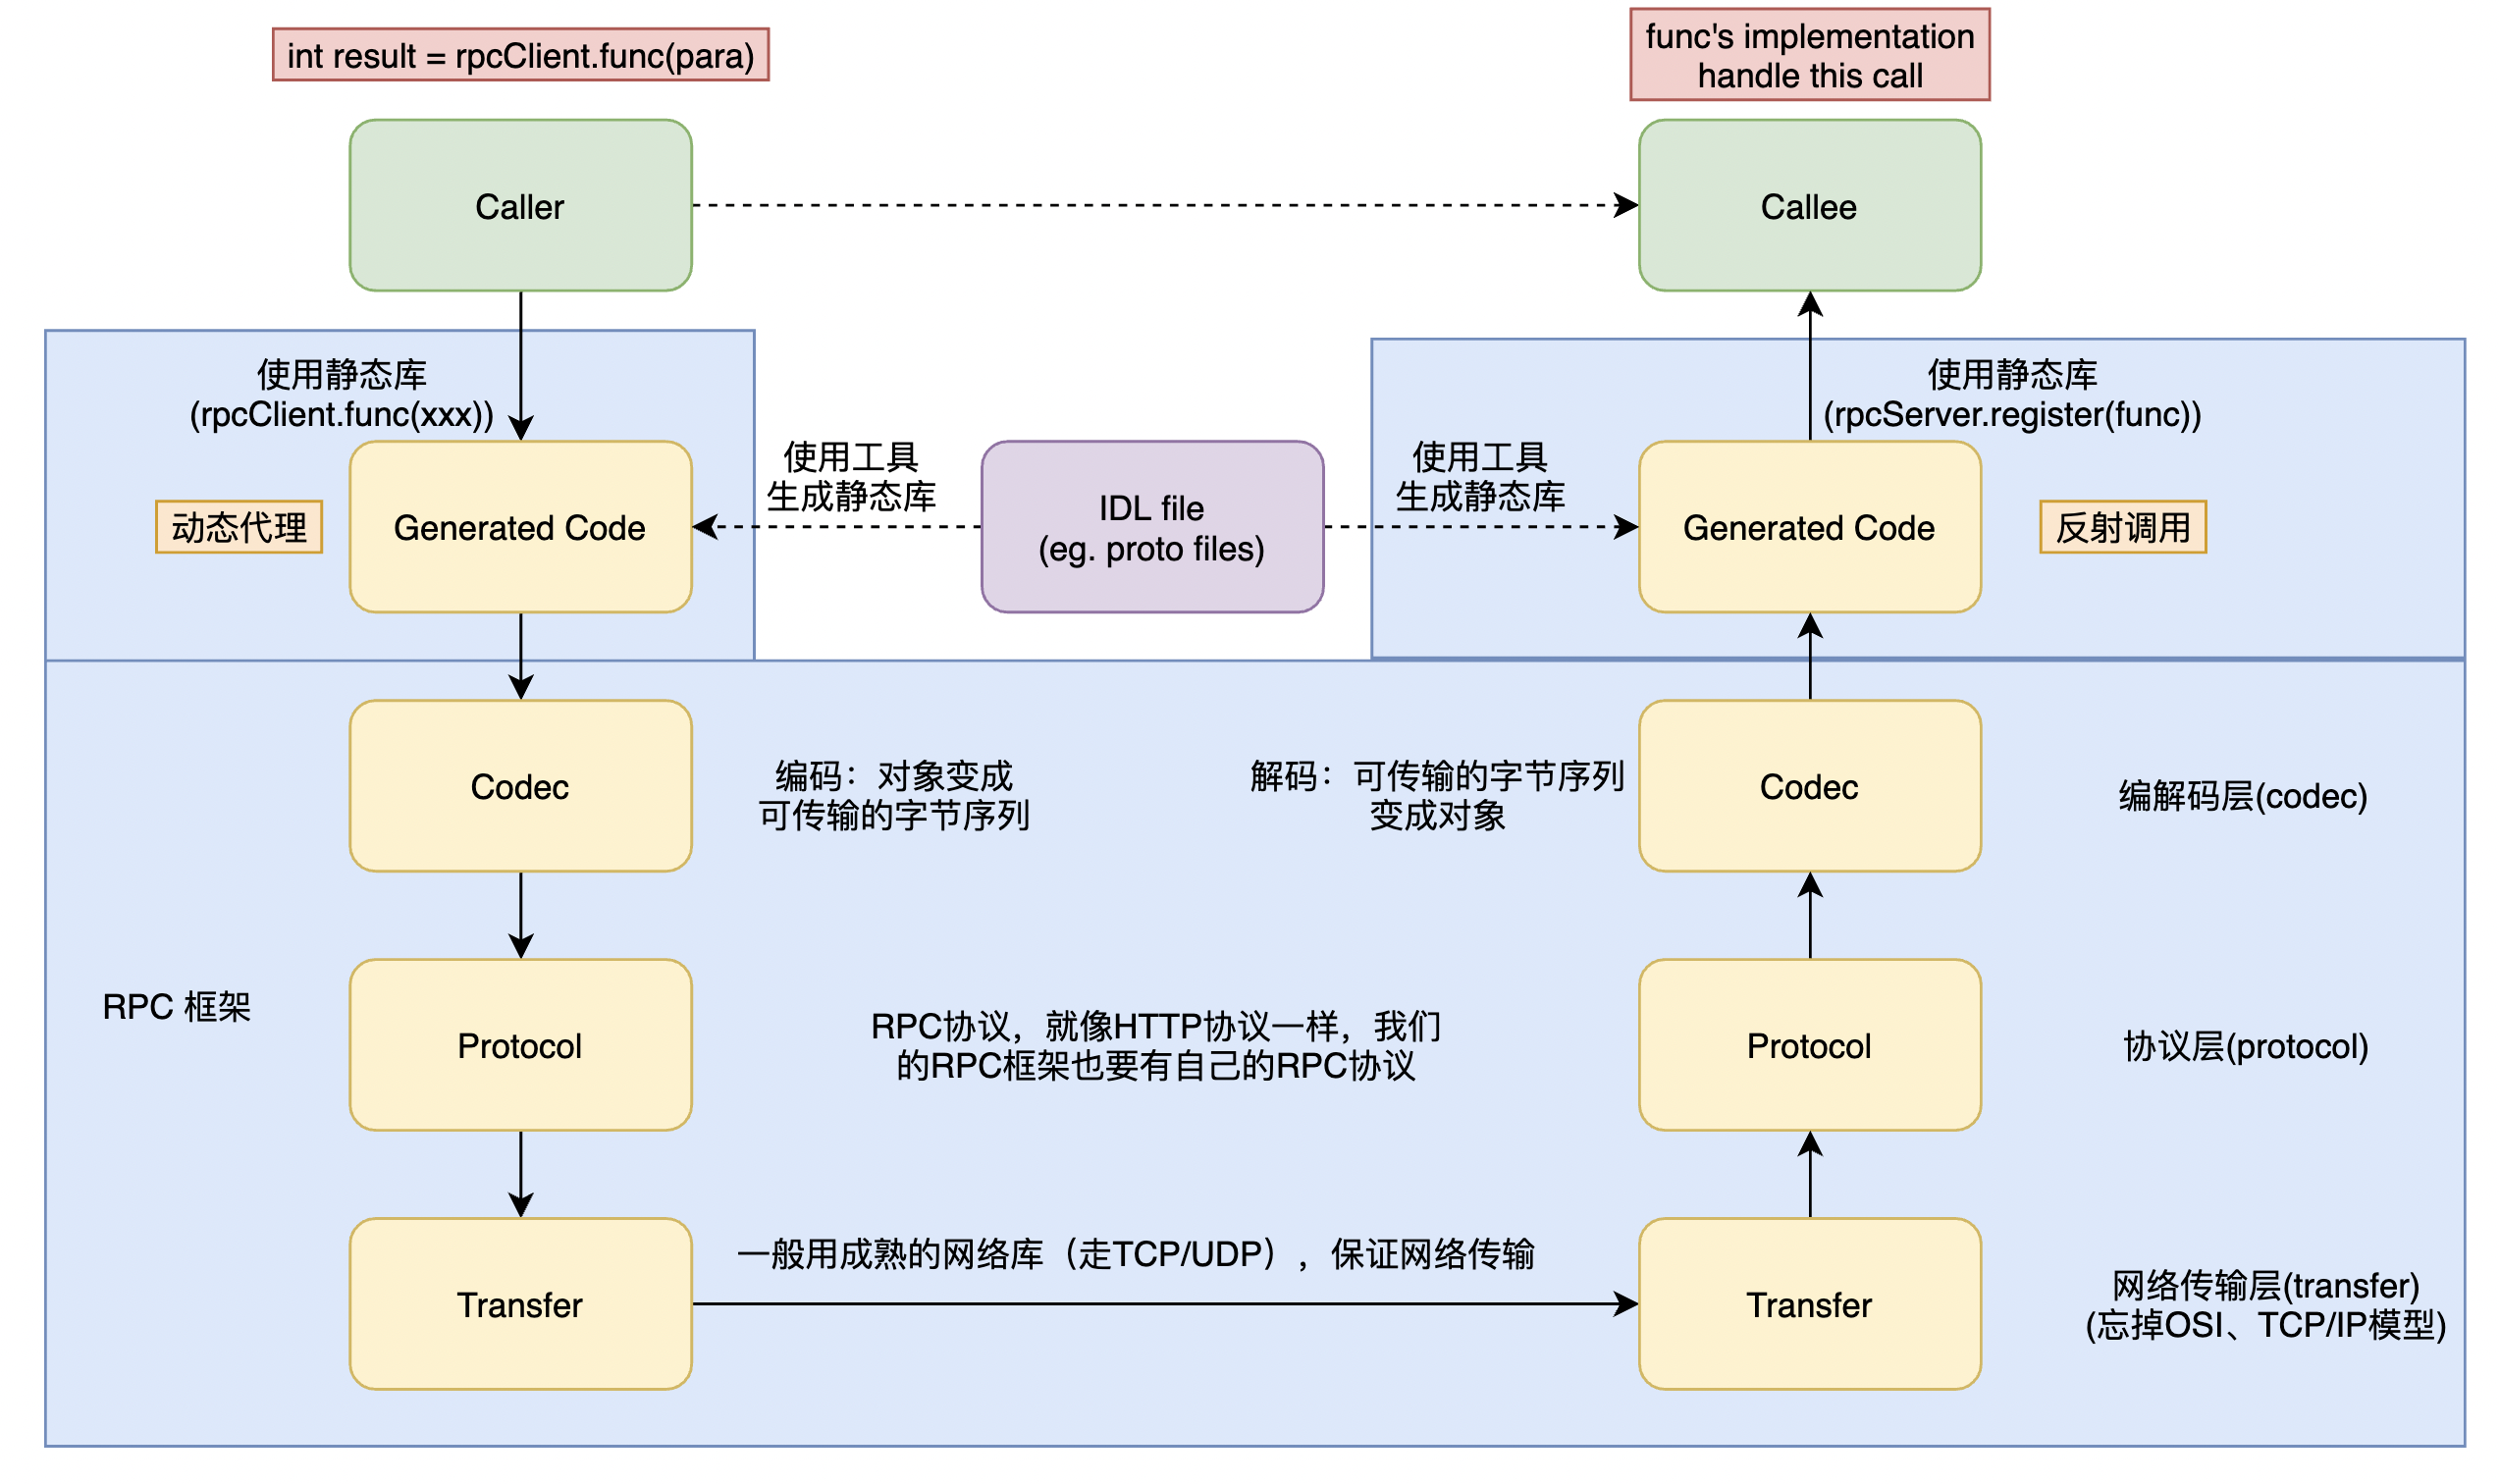 int result = rpcClient.func(para)
func's implementation
handle this call
Caller
Callee
使用静态库
(rpcClient.func(xxx))
使用静态库
(rpcServer.register(func))
使用工具
生成静态库
使用工具
生成静态库
动态代理
Generated Code
IDL file
(eg. proto files)
Generated Code
反射调用
Codec
编码：对象变成
可传输的字节序列
解码：可传输的字节序列
变成对象
Codec
编解码层(codec)
RPC 框架
Protocol
RPC协议，就像HTTP协议一样，我们
的RPC框架也要有自己的RPC协议
Protocol
协议层(protocol)
Transfer
一般用成熟的网络库（走TCP/UDP），保证网络传输
Transfer
网络传输层(transfer)
(忘掉OSI、TCP/IP模型)